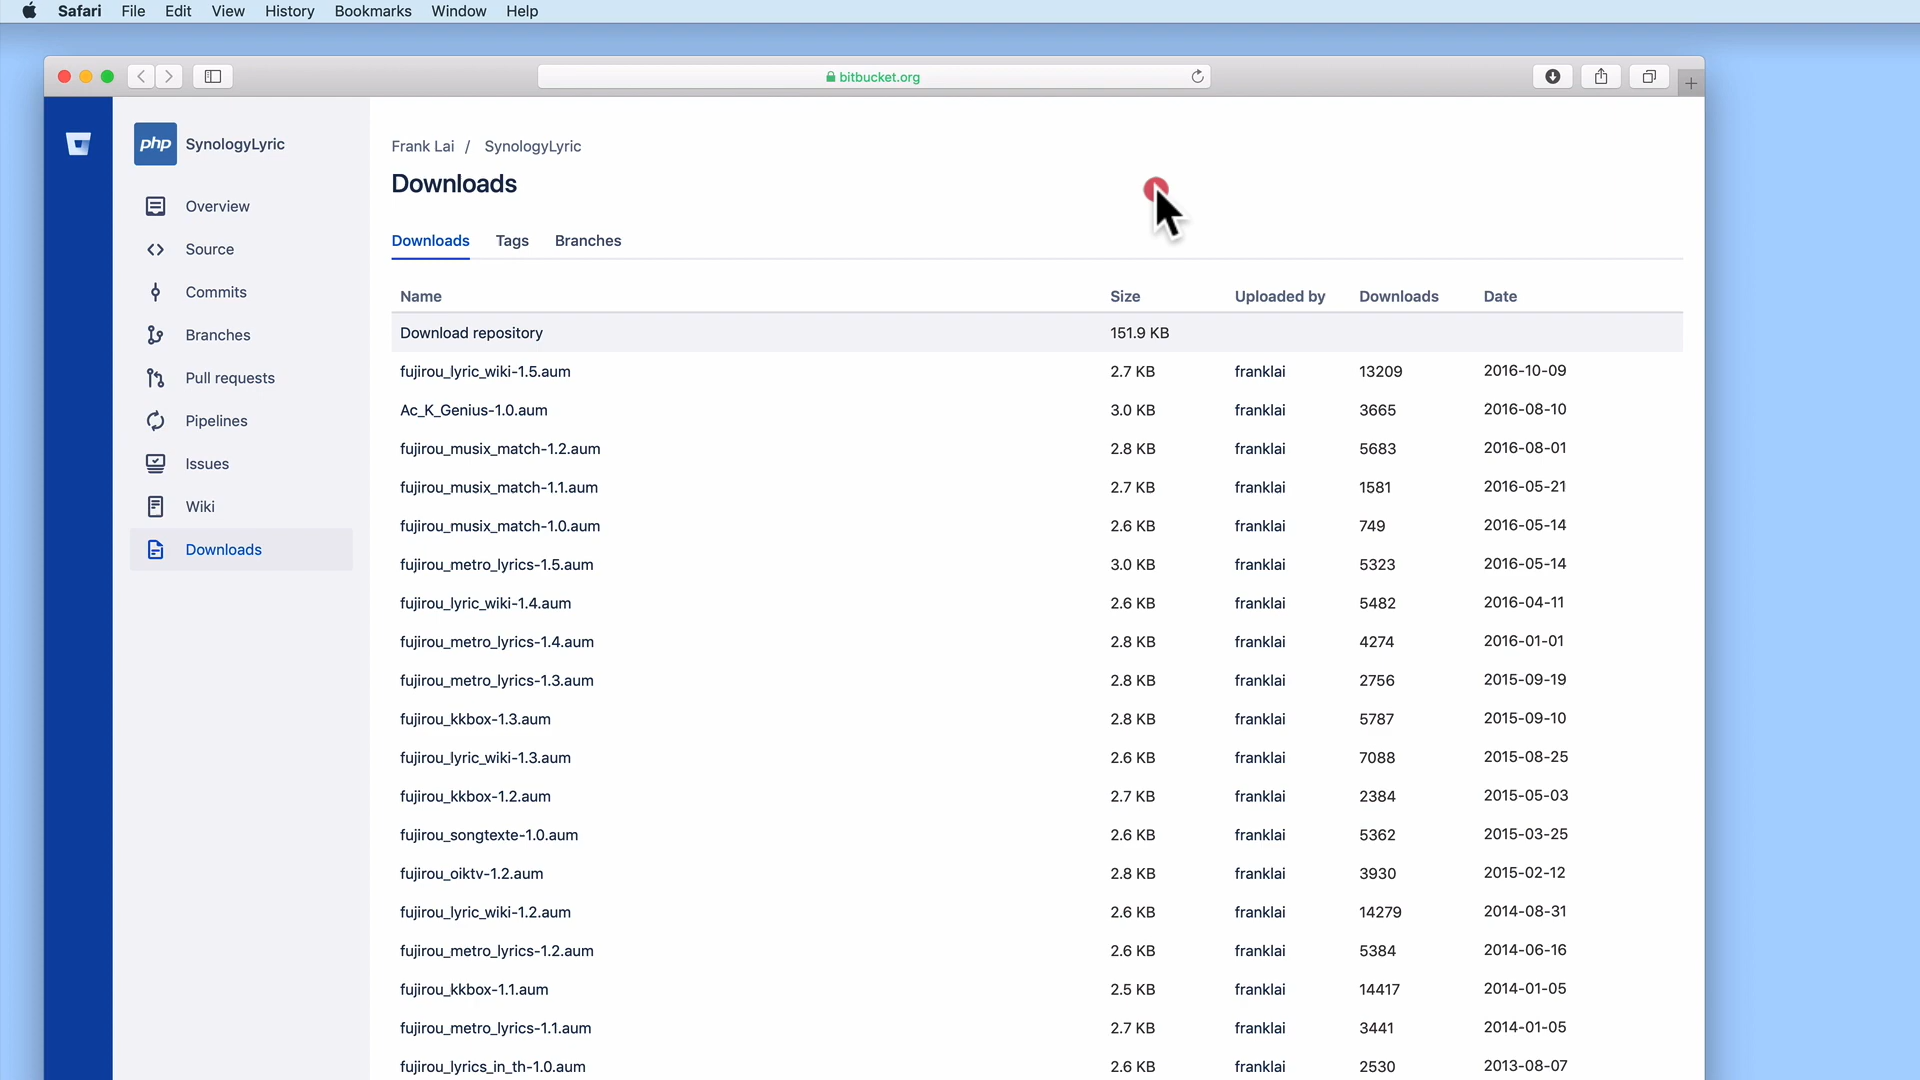 Safari File Edit View History Bookmarks Window Help
bitbucket.org
php SynologyLyric
Overview
Source
Commits
Branches
Pull requests
Pipelines
Issues
Wiki
Downloads
Frank Lai / SynologyLyric
Downloads
Downloads Tags Branches
Name Size Uploaded by Downloads Date
Download repository 151.9 KB
fujirou_lyric_wiki-1.5.aum 2.7 KB franklai 13209 2016-10-09
Ac_K_Genius-1.0.aum 3.0 KB franklai 3665 2016-08-10
fujirou_musix_match-1.2.aum 2.8 KB franklai 5683 2016-08-01
fujirou_musix_match-1.1.aum 2.7 KB franklai 1581 2016-05-21
fujirou_musix_match-1.0.aum 2.6 KB franklai 749 2016-05-14
fujirou_metro_lyrics-1.5.aum 3.0 KB franklai 5323 2016-05-14
fujirou_lyric_wiki-1.4.aum 2.6 KB franklai 5482 2016-04-11
fujirou_metro_lyrics-1.4.aum 2.8 KB franklai 4274 2016-01-01
fujirou_metro_lyrics-1.3.aum 2.8 KB franklai 2756 2015-09-19
fujirou_kkbox-1.3.aum 2.8 KB franklai 5787 2015-09-10
fujirou_lyric_wiki-1.3.aum 2.6 KB franklai 7088 2015-08-25
fujirou_kkbox-1.2.aum 2.7 KB franklai 2384 2015-05-03
fujirou_songtexte-1.0.aum 2.6 KB franklai 5362 2015-03-25
fujirou_oiktv-1.2.aum 2.8 KB franklai 3930 2015-02-12
fujirou_lyric_wiki-1.2.aum 2.6 KB franklai 14279 2014-08-31
fujirou_metro_lyrics-1.2.aum 2.6 KB franklai 5384 2014-06-16
fujirou_kkbox-1.1.aum 2.5 KB franklai 14417 2014-01-05
fujirou_metro_lyrics-1.1.aum 2.7 KB franklai 3441 2014-01-05
fujirou_lyrics_in_th-1.0.aum 2.6 KB franklai 2530 2013-08-07